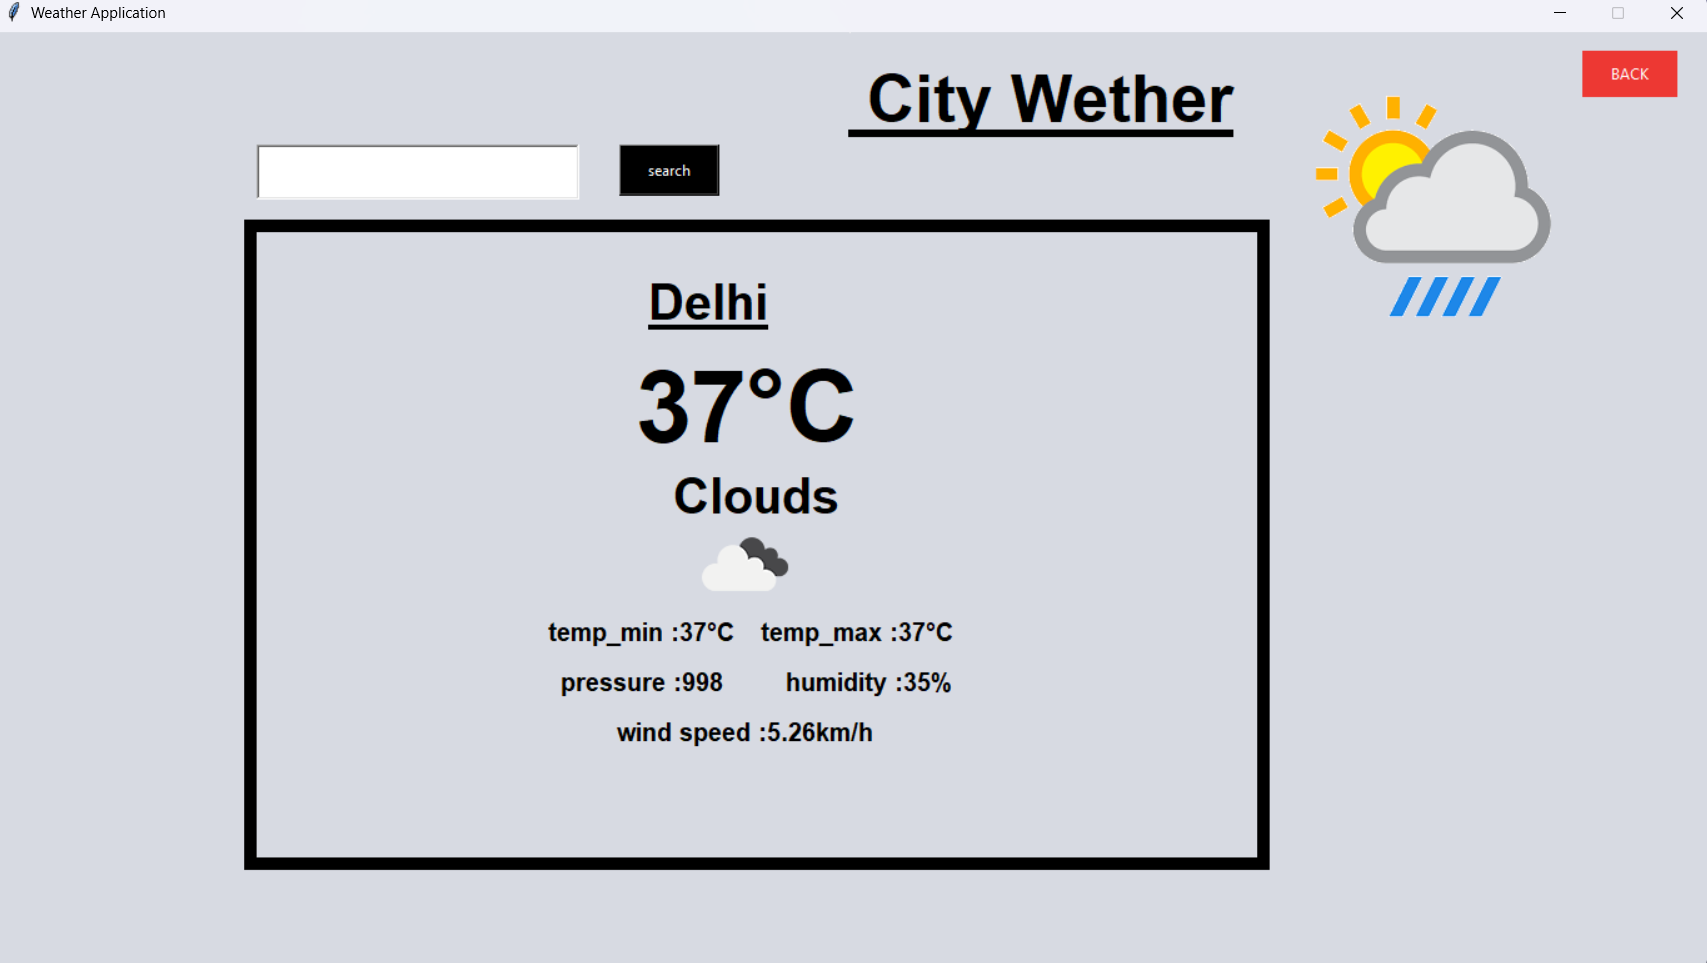 Weather Application
BACK
City Wether
search
Delhi
37°C
Clouds
temp_min :37°C temp_max :37°C
pressure :998 humidity :35%
wind speed :5.26km/h